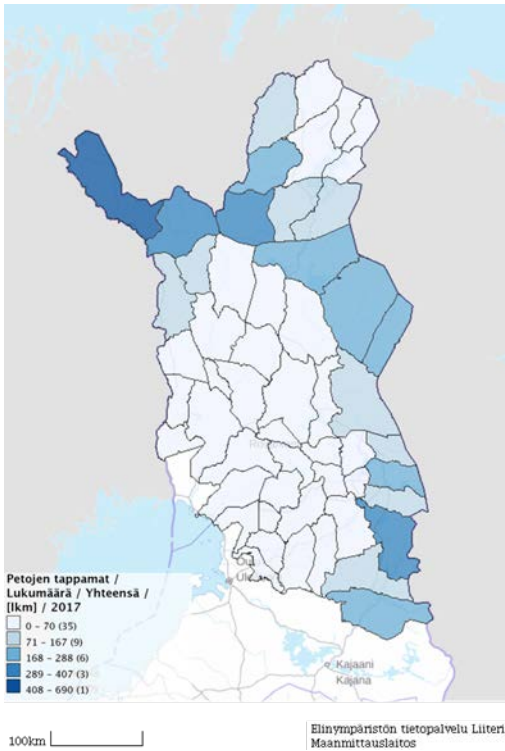 Petojen tappamat /
Lukumäärä / Yhteensä /
[lkm] / 2017
0 - 70 (35)
71 - 167 (9)
168 - 288 (6)
289 - 407 (3)
408 - 690 (1)
Kajaani
Kajana
100km
Elinympäristön tietopalvelu Liiteri
Maanmittauslaitos